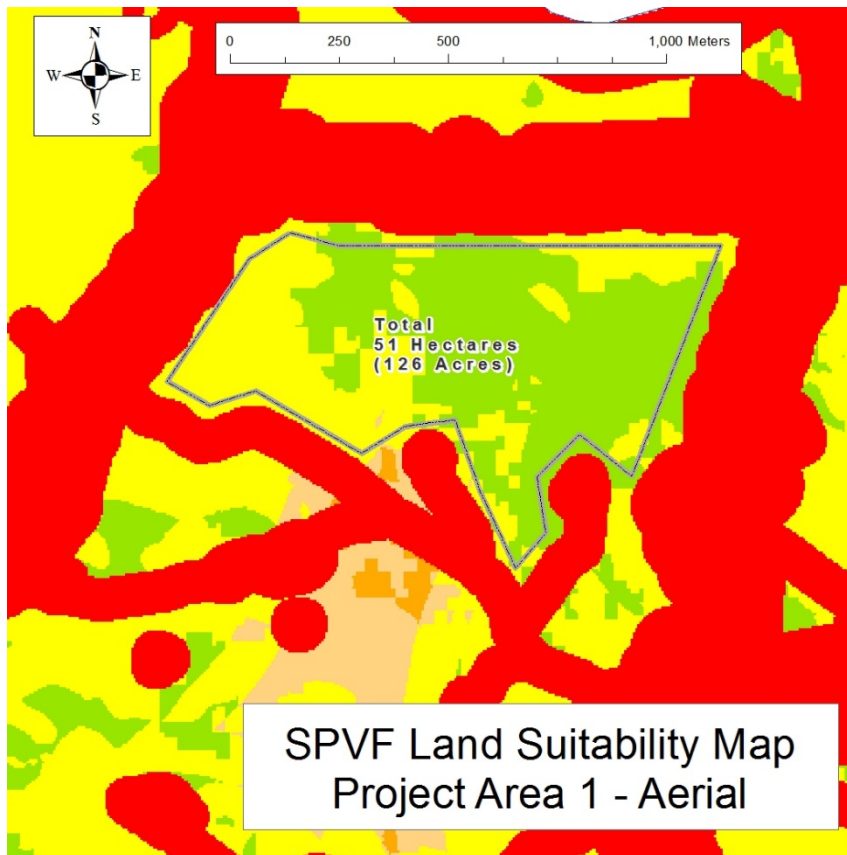 N
W E
S
0 250 500 1,000 Meters
Total
51 Hectares
(126 Acres)
SPVF Land Suitability Map
Project Area 1 - Aerial